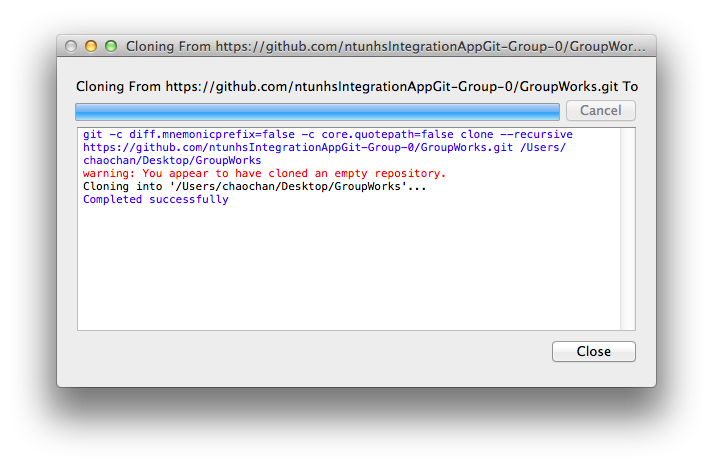 Cloning From https://github.com/ntunhsIntegrationAppGit-Group-0/GroupWor...
Cloning From https://github.com/ntunhsIntegrationAppGit-Group-0/GroupWorks.git To
Cancel
git -c diff.mnemonicprefix=false -c core.quotepath=false clone --recursive
https://github.com/ntunhsIntegrationAppGit-Group-0/GroupWorks.git /Users/
chaochan/Desktop/GroupWorks
warning: You appear to have cloned an empty repository.
Cloning into '/Users/chaochan/Desktop/GroupWorks'...
Completed successfully
Close